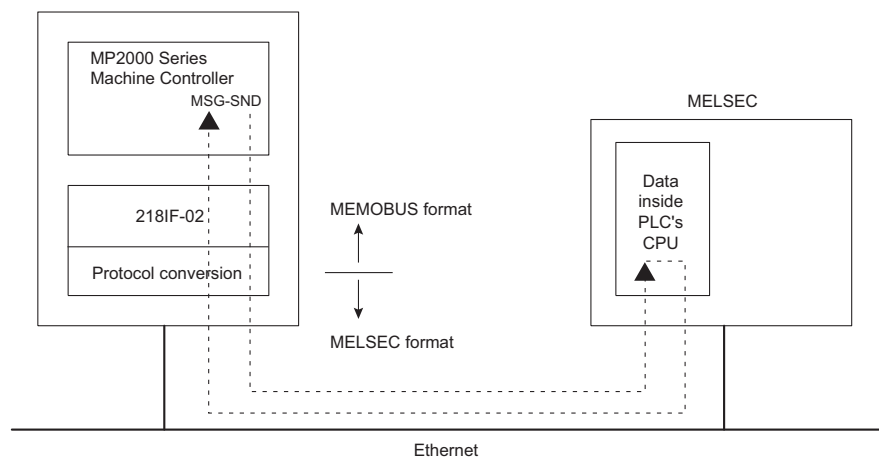 MP2000 Series
Machine Controller
MSG-SND
218IF-02
Protocol conversion
MEMOBUS format
MELSEC format
MELSEC
Data
inside
PLC's
CPU
Ethernet